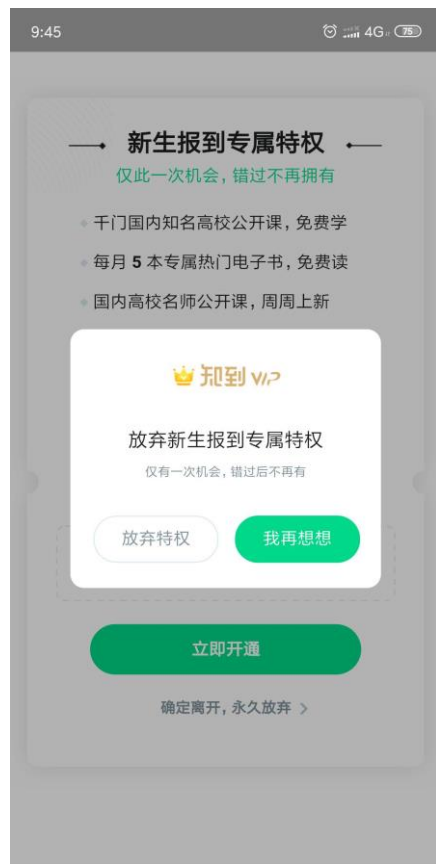 9:45
4G 75
新生报到专属特权
仅此一次机会，错过不再拥有
千门国内知名高校公开课，免费学
每月 5 本专属热门电子书，免费读
国内高校名师公开课，周周上新
知到 VIP
放弃新生报到专属特权
仅有一次机会，错过后不再有
放弃特权
我再想想
立即开通
确定离开，永久放弃